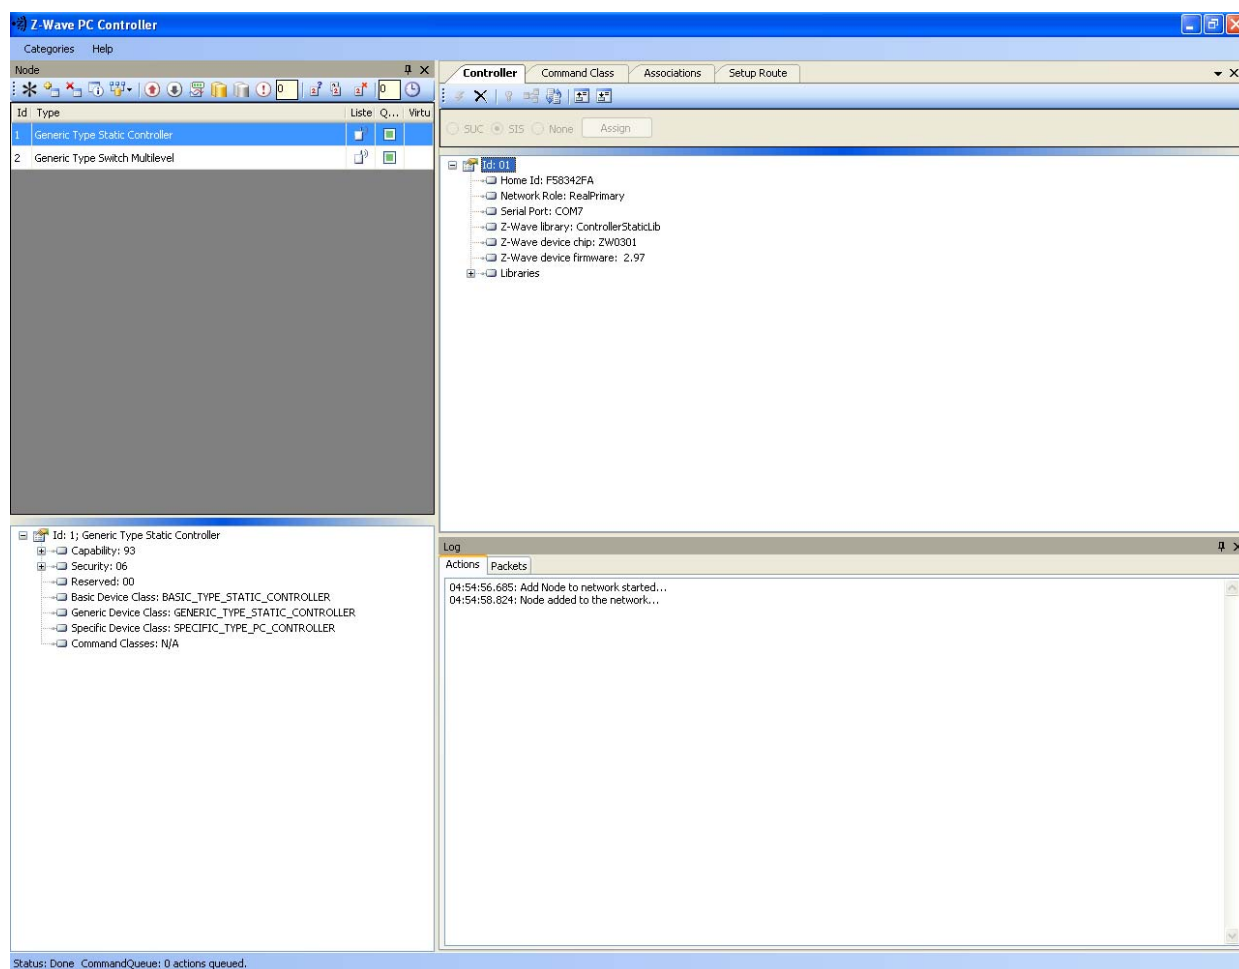 Z-Wave PC Controller
Categories Help
Node
0 0
Id Type Liste Q... Virtu
1 Generic Type Static Controller
2 Generic Type Switch Multilevel
Id: 1; Generic Type Static Controller
Capability: 93
Security: 06
Reserved: 00
Basic Device Class: BASIC_TYPE_STATIC_CONTROLLER
Generic Device Class: GENERIC_TYPE_STATIC_CONTROLLER
Specific Device Class: SPECIFIC_TYPE_PC_CONTROLLER
Command Classes: N/A
Controller Command Class Associations Setup Route
SUC SIS None Assign
Id: 01
Home Id: F58342FA
Network Role: RealPrimary
Serial Port: COM7
Z-Wave library: ControllerStaticLib
Z-Wave device chip: ZW0301
Z-Wave device firmware: 2.97
Libraries
Log
Actions Packets
04:54:56.685: Add Node to network started...
04:54:58.824: Node added to the network...
Status: Done CommandQueue: 0 actions queued.